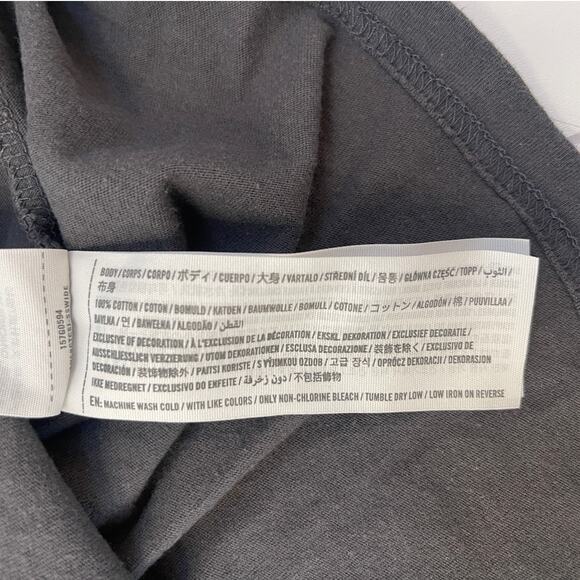 BODY / CORPS / CORPO / ボディ / CUERPO / 大身 / VARTALO / STŘEDNÍ DÍL / 몸통 / GŁÓWNA CZĘŚĆ / TOPP / الثوب /
布身
100% COTTON / COTON / BOMULD / KATOEN / BAUMWOLLE / BOMULL / COTONE / コットン / ALGODÓN / 棉 / PUUVILLAA /
BAVLNA / 면 / BAWEŁNA / ALGODÃO / القطن
EXCLUSIVE OF DECORATION / À L'EXCLUSION DE LA DÉCORATION / EKSKL. DEKORATION / EXCLUSIEF DECORATIE /
AUSSCHLIESSLICH VERZIERUNG / UTOM DEKORATIONEN / ESCLUSA DECORAZIONE / 装飾を除く / EXCLUSIVO DE
DECORACIÓN / 装饰物除外 / PAITSI KORISTE / S VÝJIMKOU OZDOB / 고급 장식 / OPRÓCZ DEKORACJI / DEKORASJON
IKKE MEDREGNET / EXCLUSIVO DO ENFEITE / دون زخرفة / 不包括飾物
EN: MACHINE WASH COLD / WITH LIKE COLORS / ONLY NON-CHLORINE BLEACH / TUMBLE DRY LOW / LOW IRON ON REVERSE
157G0594